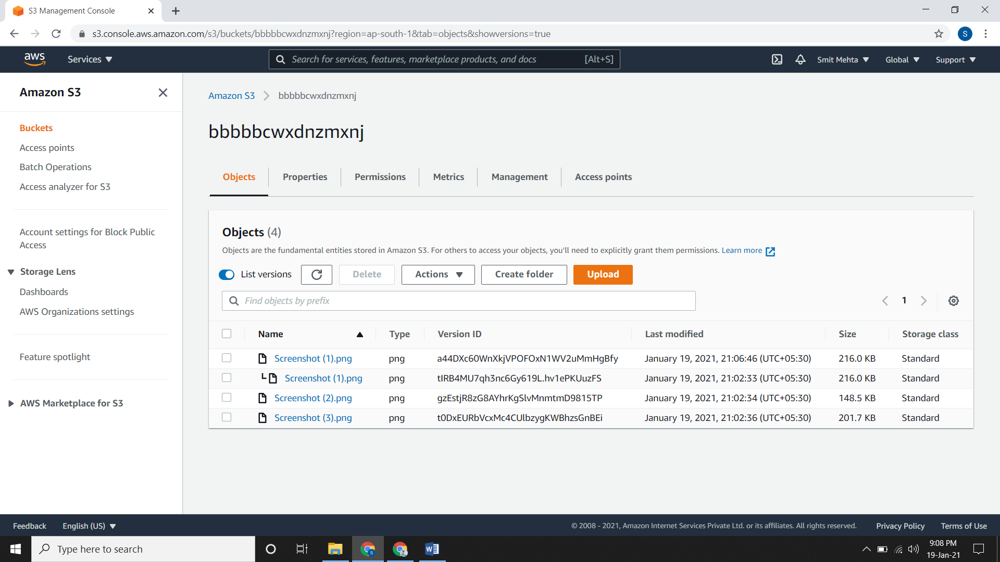 S3 Management Console
s3.console.aws.amazon.com/s3/buckets/bbbbbcwxdnzmxnj?region=ap-south-1&tab=objects&showversions=true
S
aws
Services
Search for services, features, marketplace products, and docs [Alt+S]
Smit Mehta
Global
Support
Amazon S3
Buckets
Access points
Batch Operations
Access analyzer for S3
Account settings for Block Public
Access
Storage Lens
Dashboards
AWS Organizations settings
Feature spotlight
AWS Marketplace for S3
Amazon S3 bbbbbcwxdnzmxnj
bbbbbcwxdnzmxnj
Objects Properties Permissions Metrics Management Access points
Objects (4)
Objects are the fundamental entities stored in Amazon S3. For others to access your objects, you'll need to explicitly grant them permissions. Learn more
List versions Delete Actions Create folder Upload
Find objects by prefix 1
Name Type Version ID Last modified Size Storage class
Screenshot (1).png png a44DXc60WnXkjVPOFOxN1WV2uMmHgBfy January 19, 2021, 21:06:46 (UTC+05:30) 216.0 KB Standard
Screenshot (1).png png tIRB4MU7qh3nc6Gy619L.hv1ePKUuzFS January 19, 2021, 21:02:33 (UTC+05:30) 216.0 KB Standard
Screenshot (2).png png gzEstjR8zG8AYhrKgSlvMnmtmD9815TP January 19, 2021, 21:02:34 (UTC+05:30) 148.5 KB Standard
Screenshot (3).png png t0DxEURbVcxMc4CUlbzygKWBhzsGnBEi January 19, 2021, 21:02:36 (UTC+05:30) 201.7 KB Standard
Feedback English (US) © 2008 - 2021, Amazon Internet Services Private Ltd. or its affiliates. All rights reserved. Privacy Policy Terms of Use
Type here to search
9:08 PM
19-Jan-21